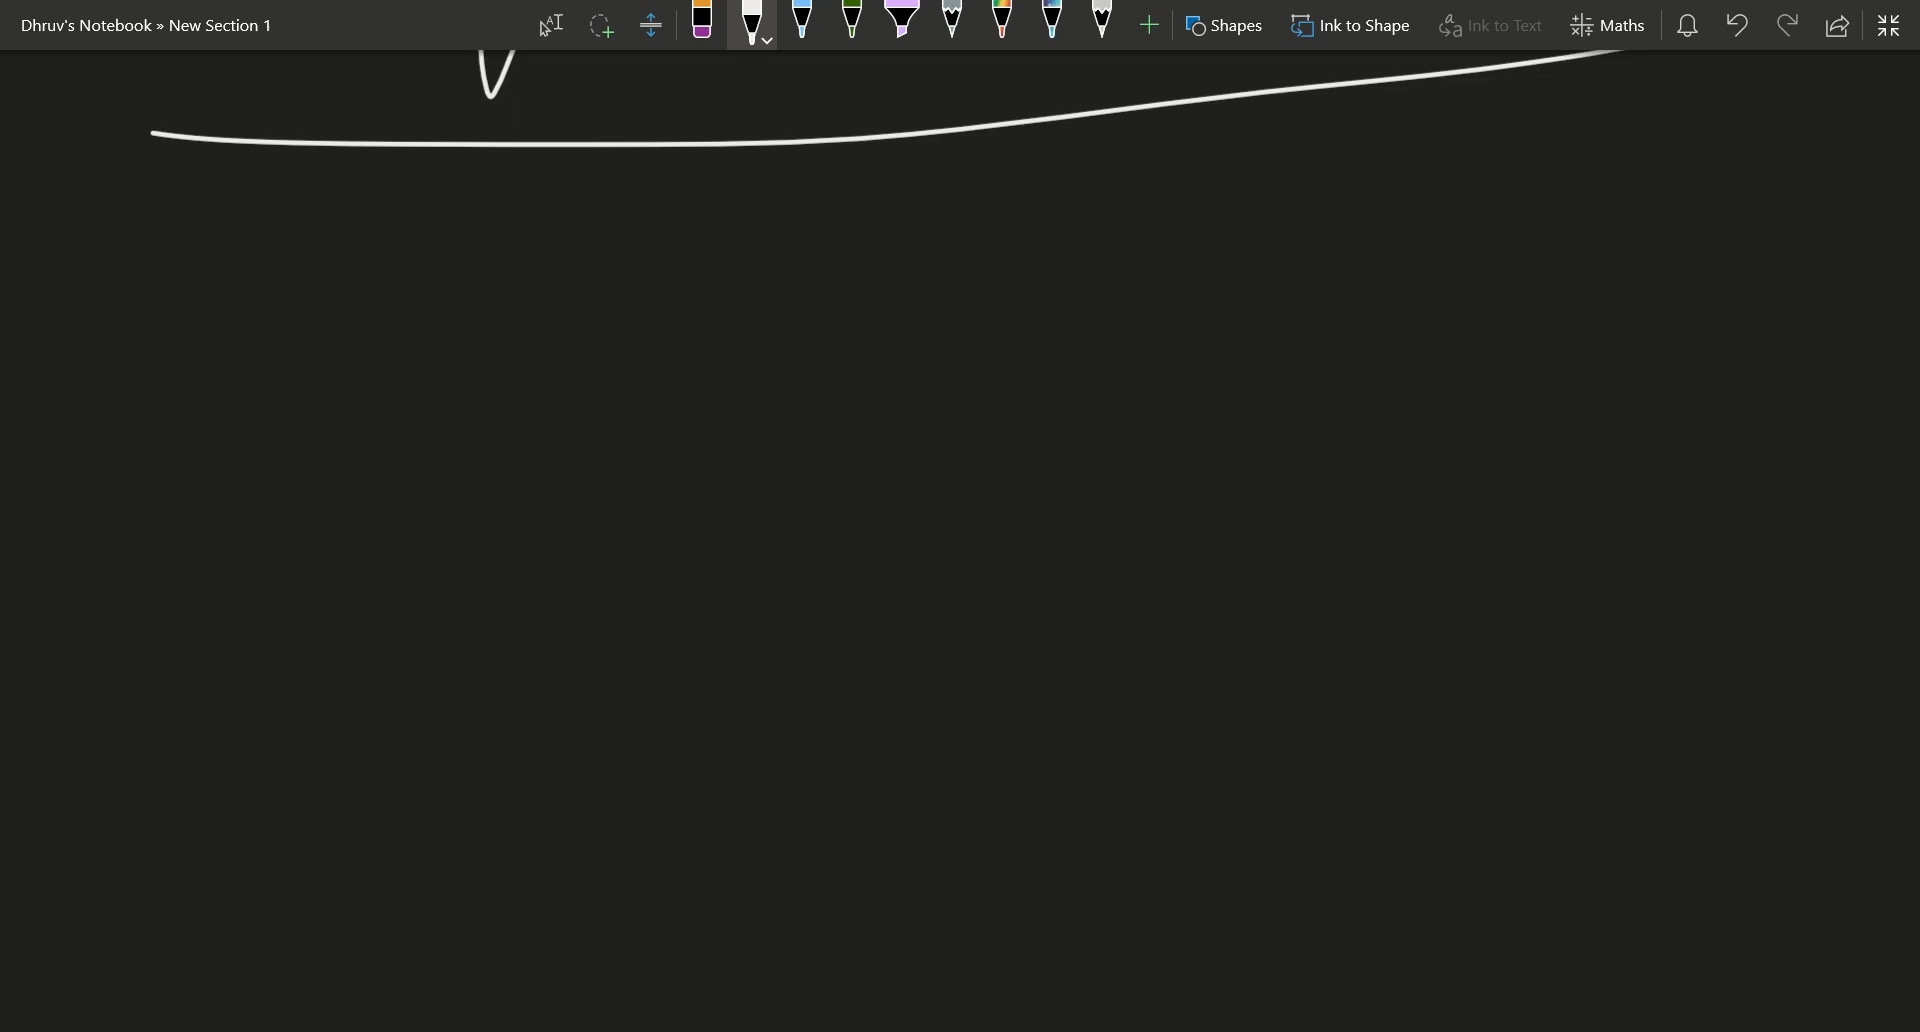 Dhruv's Notebook » New Section 1 Shapes Ink to Shape Ink to Text Maths